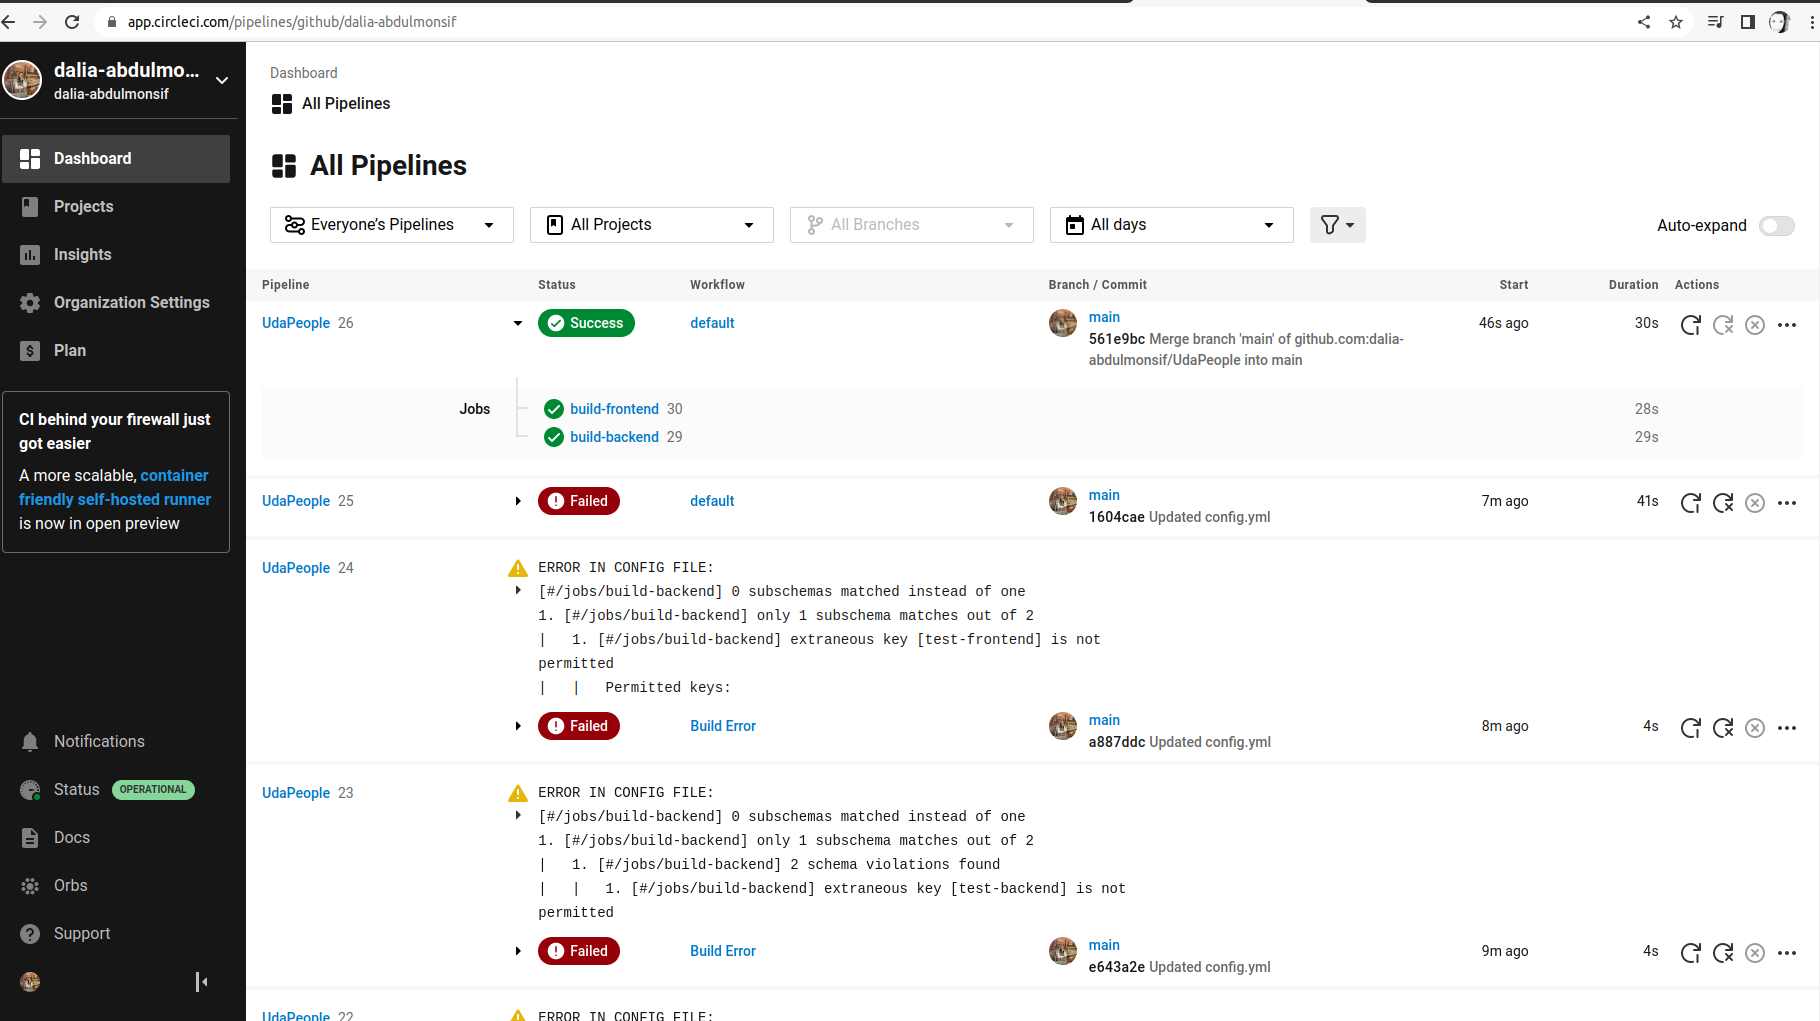 app.circleci.com/pipelines/github/dalia-abdulmonsif
dalia-abdulmo...
dalia-abdulmonsif
Dashboard
Projects
Insights
Organization Settings
Plan
CI behind your firewall just
got easier
A more scalable, container
friendly self-hosted runner
is now in open preview
Notifications
Status OPERATIONAL
Docs
Orbs
Support
Dashboard
All Pipelines
All Pipelines
Everyone's Pipelines All Projects All Branches All days Auto-expand
Pipeline Status Workflow Branch / Commit Start Duration Actions
UdaPeople 26 Success default main 46s ago 30s
561e9bc Merge branch 'main' of github.com:dalia-
abdulmonsif/UdaPeople into main
Jobs build-frontend 30 28s
build-backend 29 29s
UdaPeople 25 Failed default main 7m ago 41s
1604cae Updated config.yml
UdaPeople 24 ERROR IN CONFIG FILE:
[#/jobs/build-backend] 0 subschemas matched instead of one
1. [#/jobs/build-backend] only 1 subschema matches out of 2
|   1. [#/jobs/build-backend] extraneous key [test-frontend] is not
permitted
|   |   Permitted keys:
Failed Build Error main 8m ago 4s
a887ddc Updated config.yml
UdaPeople 23 ERROR IN CONFIG FILE:
[#/jobs/build-backend] 0 subschemas matched instead of one
1. [#/jobs/build-backend] only 1 subschema matches out of 2
|   1. [#/jobs/build-backend] 2 schema violations found
|   |   1. [#/jobs/build-backend] extraneous key [test-backend] is not
permitted
Failed Build Error main 9m ago 4s
e643a2e Updated config.yml
UdaPeople 22 ERROR IN CONFIG FILE: